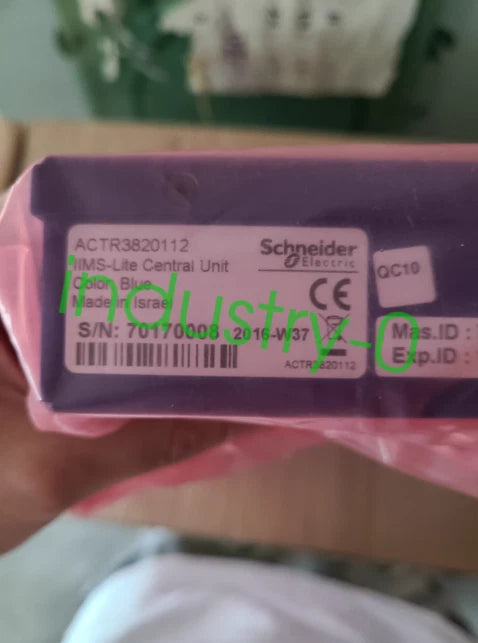 ACTR3820112
IIMS-Lite Central Unit
Color: Blue
Made in Israel
S/N: 70170008 2016-W37
ACTR3820112
Schneider
Electric
CE
QC10
Mas.ID :
Exp.ID :
industry-o